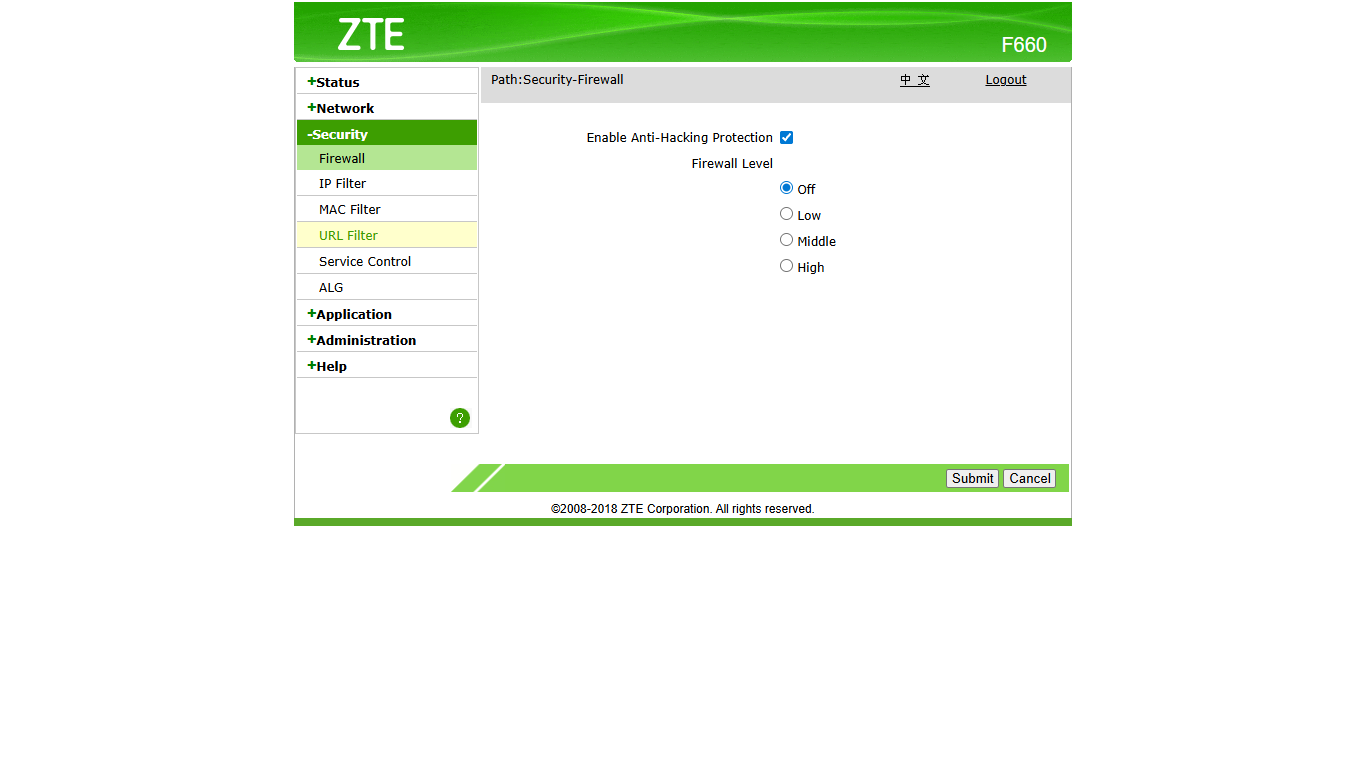 ZTE
F660
+Status
+Network
-Security
Firewall
IP Filter
MAC Filter
URL Filter
Service Control
ALG
+Application
+Administration
+Help
?
Path:Security-Firewall 中 文 Logout
Enable Anti-Hacking Protection
Firewall Level
Off
Low
Middle
High
Submit Cancel
©2008-2018 ZTE Corporation. All rights reserved.